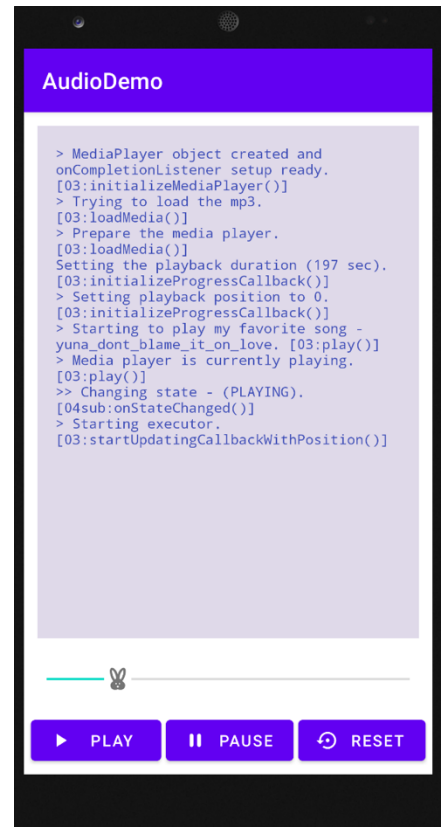 AudioDemo
> MediaPlayer object created and
onCompletionListener setup ready.
[03:initializeMediaPlayer()]
> Trying to load the mp3.
[03:loadMedia()]
> Prepare the media player.
[03:loadMedia()]
Setting the playback duration (197 sec).
[03:initializeProgressCallback()]
> Setting playback position to 0.
[03:initializeProgressCallback()]
> Starting to play my favorite song -
yuna_dont_blame_it_on_love. [03:play()]
> Media player is currently playing.
[03:play()]
>> Changing state - (PLAYING).
[04sub:onStateChanged()]
> Starting executor.
[03:startUpdatingCallbackWithPosition()]
PLAY PAUSE RESET